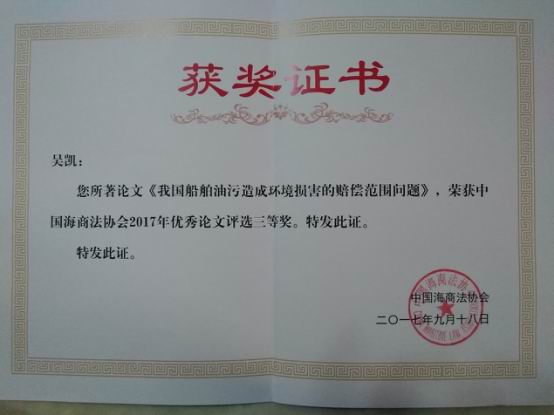 获奖证书
吴凯：
您所著论文《我国船舶油污造成环境损害的赔偿范围问题》，荣获中
国海商法协会2017年优秀论文评选三等奖。特发此证。
特发此证。
中国海商法协会
二〇一七年九月十八日